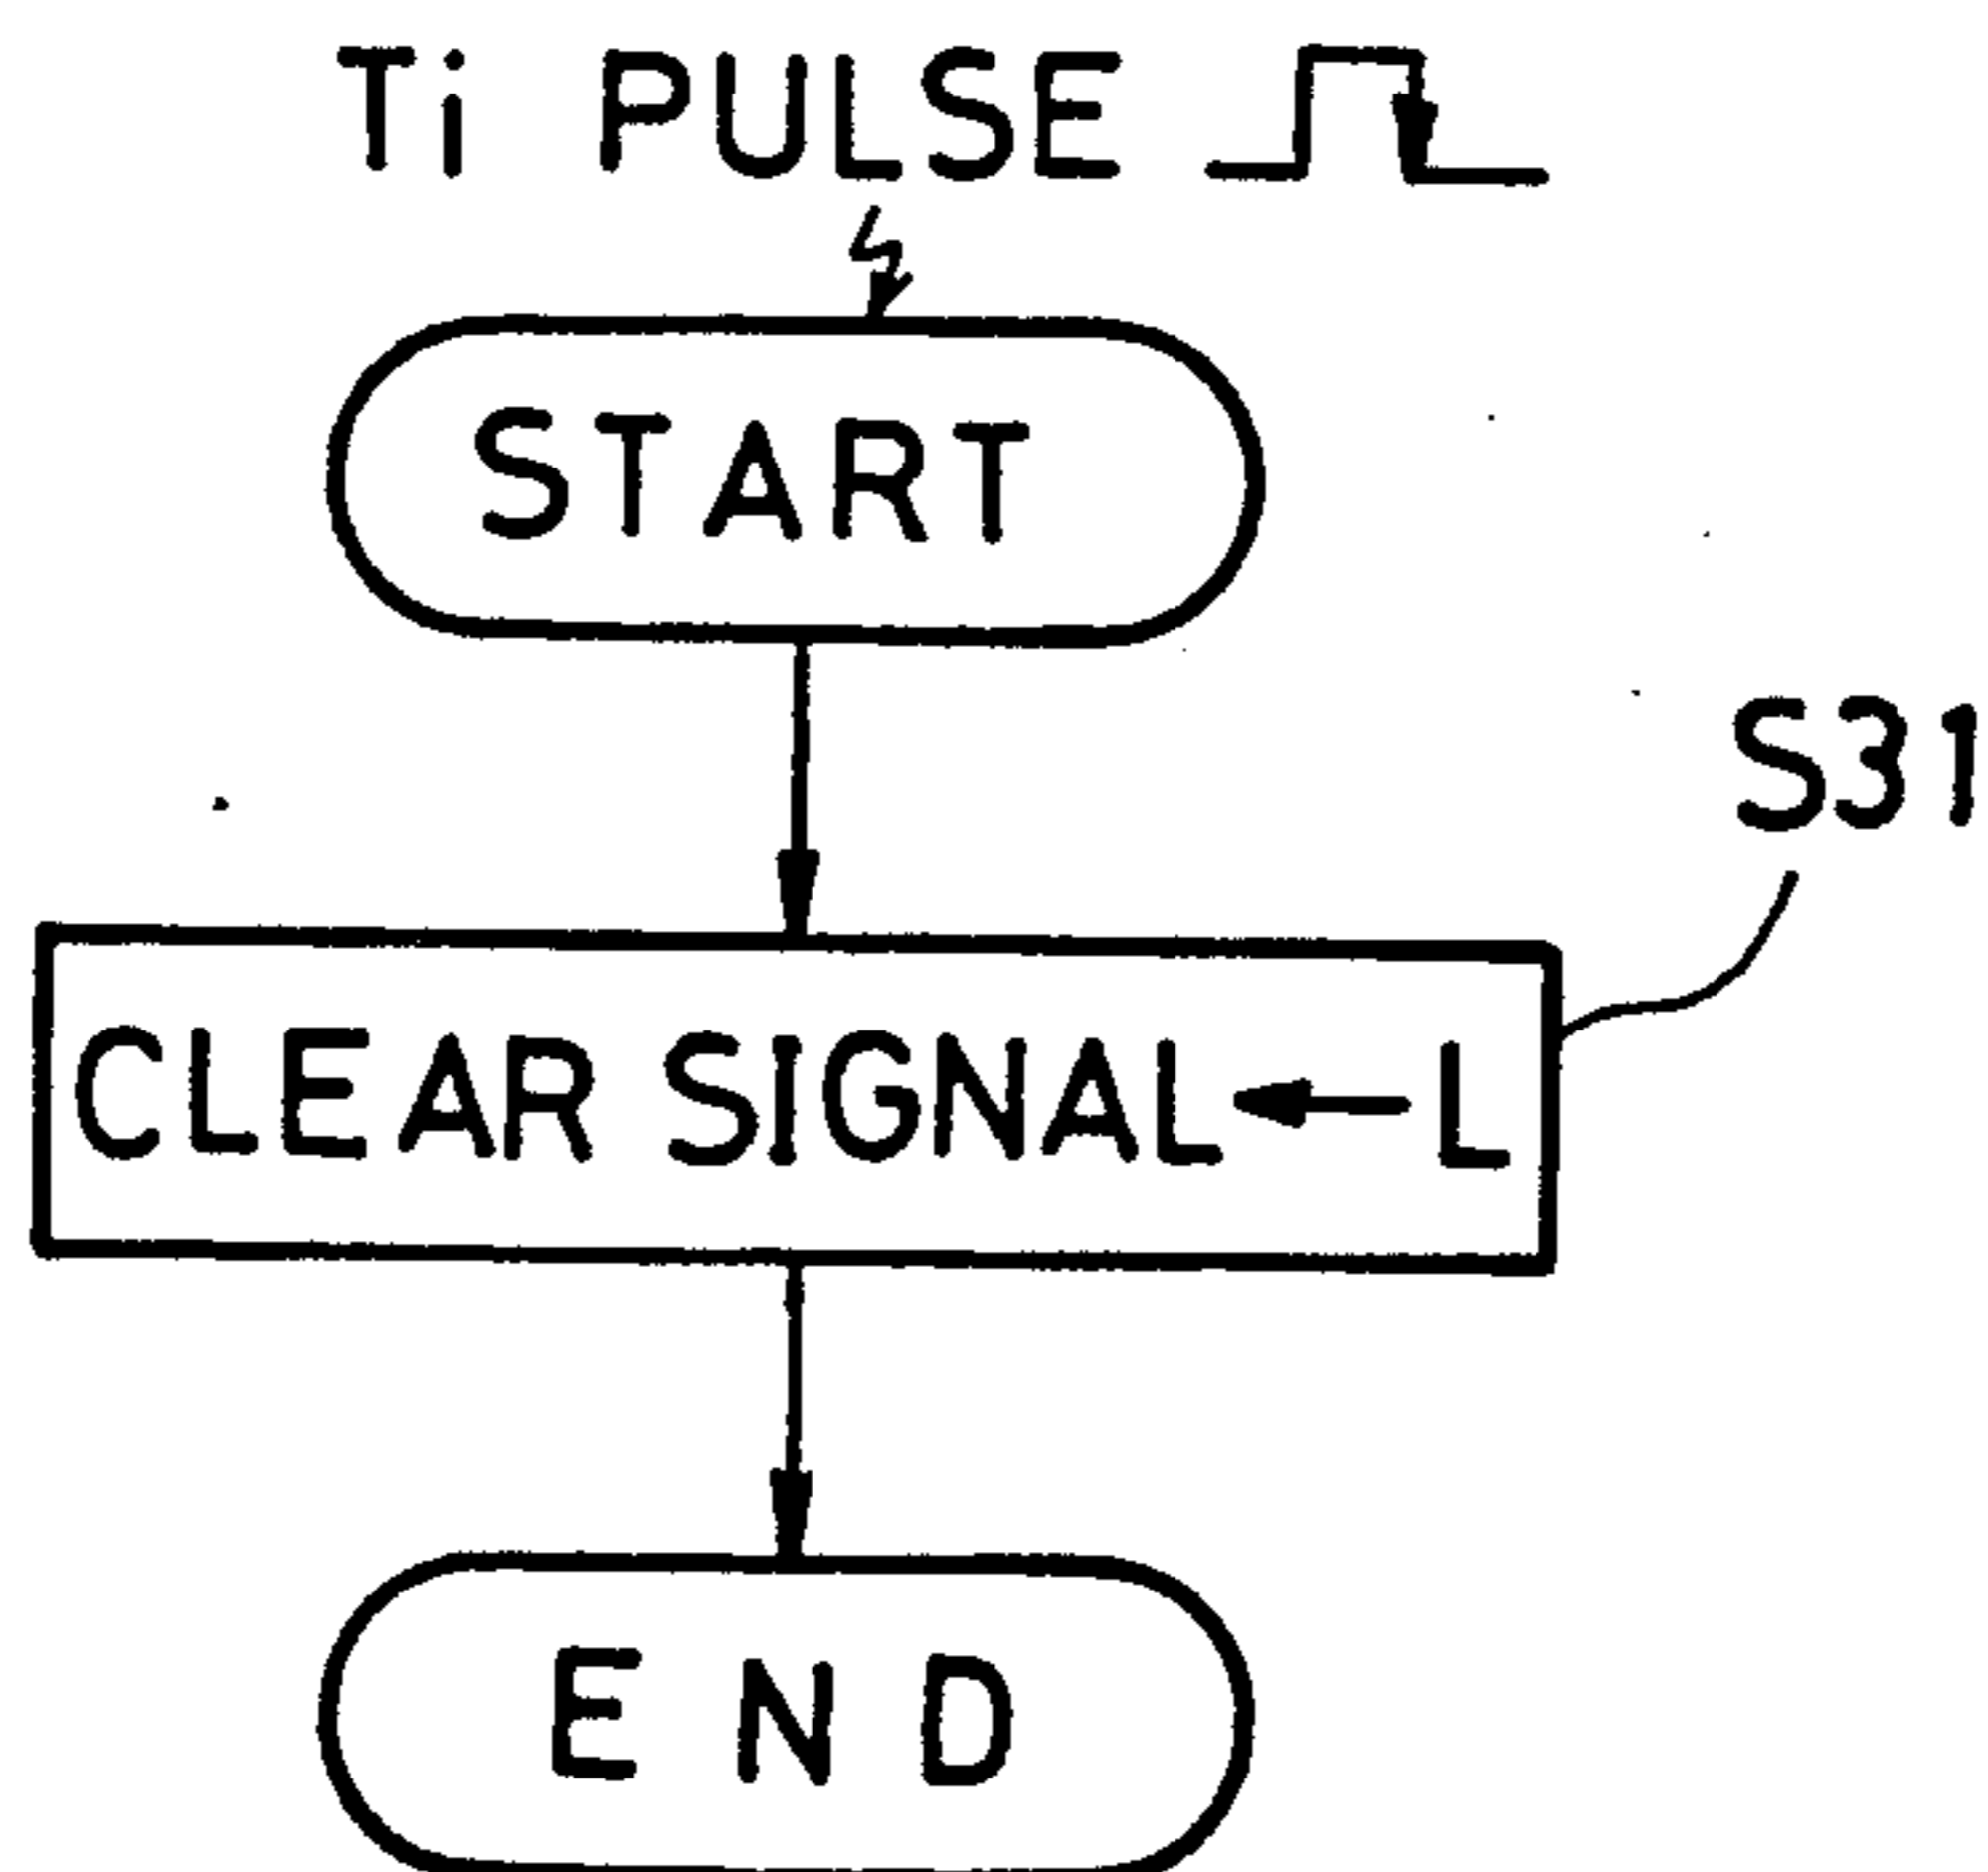 Ti PULSE
START
S31
CLEAR SIGNAL ← L
END